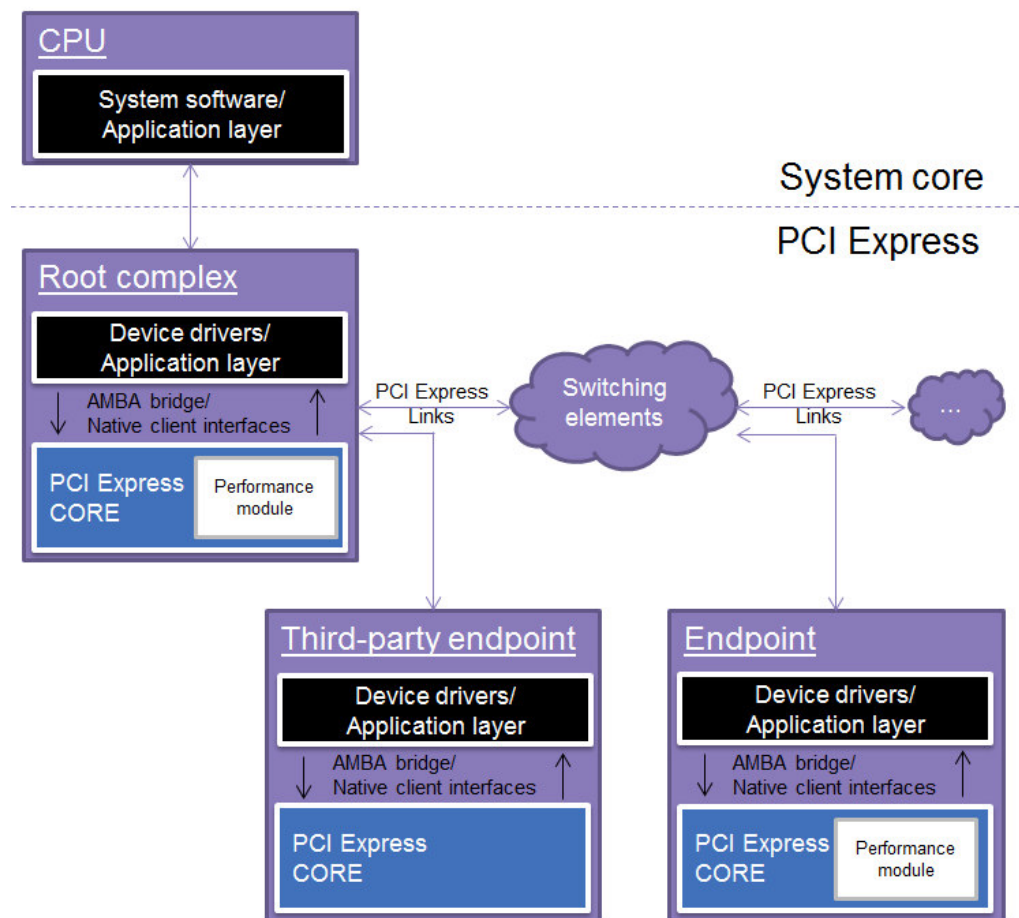 CPU
System software/
Application layer
System core
PCI Express
Root complex
Device drivers/
Application layer
AMBA bridge/
Native client interfaces
PCI Express
CORE
Performance
module
PCI Express
Links
Switching
elements
PCI Express
Links
...
Third-party endpoint
Device drivers/
Application layer
AMBA bridge/
Native client interfaces
PCI Express
CORE
Endpoint
Device drivers/
Application layer
AMBA bridge/
Native client interfaces
PCI Express
CORE
Performance
module